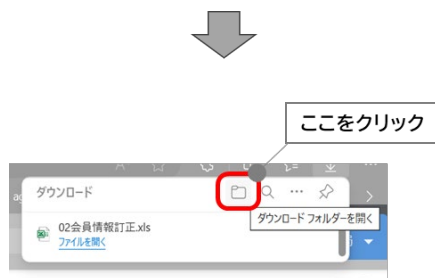 ここをクリック
ダウンロード
ダウンロード フォルダーを開く
02会員情報訂正.xls
ファイルを開く